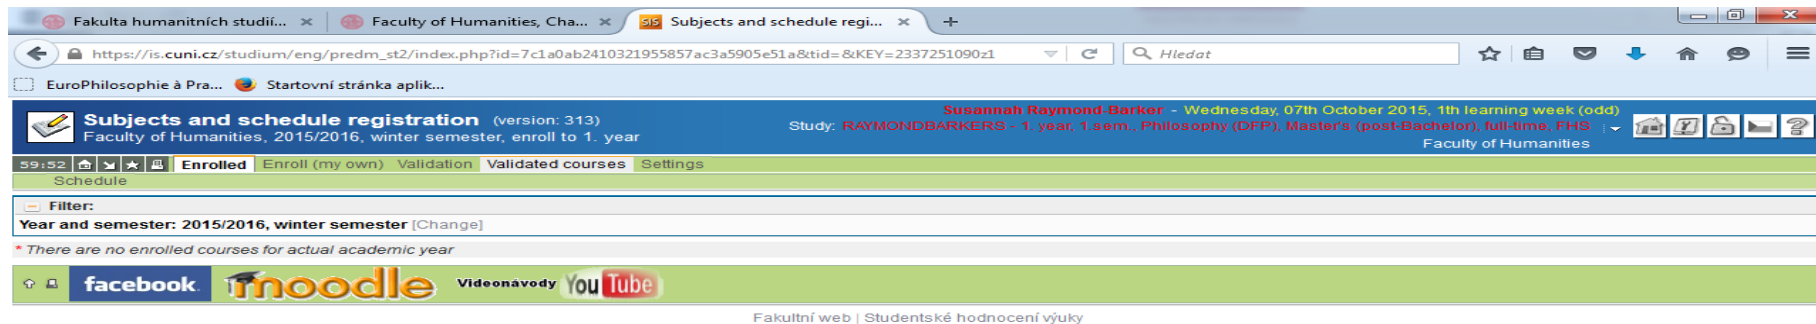 Fakulta humanitních studií... × Faculty of Humanities, Cha... × SIS Subjects and schedule regi... × +
https://is.cuni.cz/studium/eng/predm_st2/index.php?id=7c1a0ab2410321955857ac3a5905e51a&tid=&KEY=2337251090z1 Hledat
EuroPhilosophie à Pra... Startovní stránka aplik...
Subjects and schedule registration (version: 313)
Faculty of Humanities, 2015/2016, winter semester, enroll to 1. year
Susannah Raymond-Barker - Wednesday, 07th October 2015, 1th learning week (odd)
Study: RAYMONDBARKERS - 1. year, 1.sem., Philosophy (DFP), Master's (post-Bachelor), full-time, FHS
Faculty of Humanities
59:52 Enrolled Enroll (my own) Validation Validated courses Settings
Schedule
Filter:
Year and semester: 2015/2016, winter semester [Change]
* There are no enrolled courses for actual academic year
facebook. moodle Videonávody YouTube
Fakultní web | Studentské hodnocení výuky